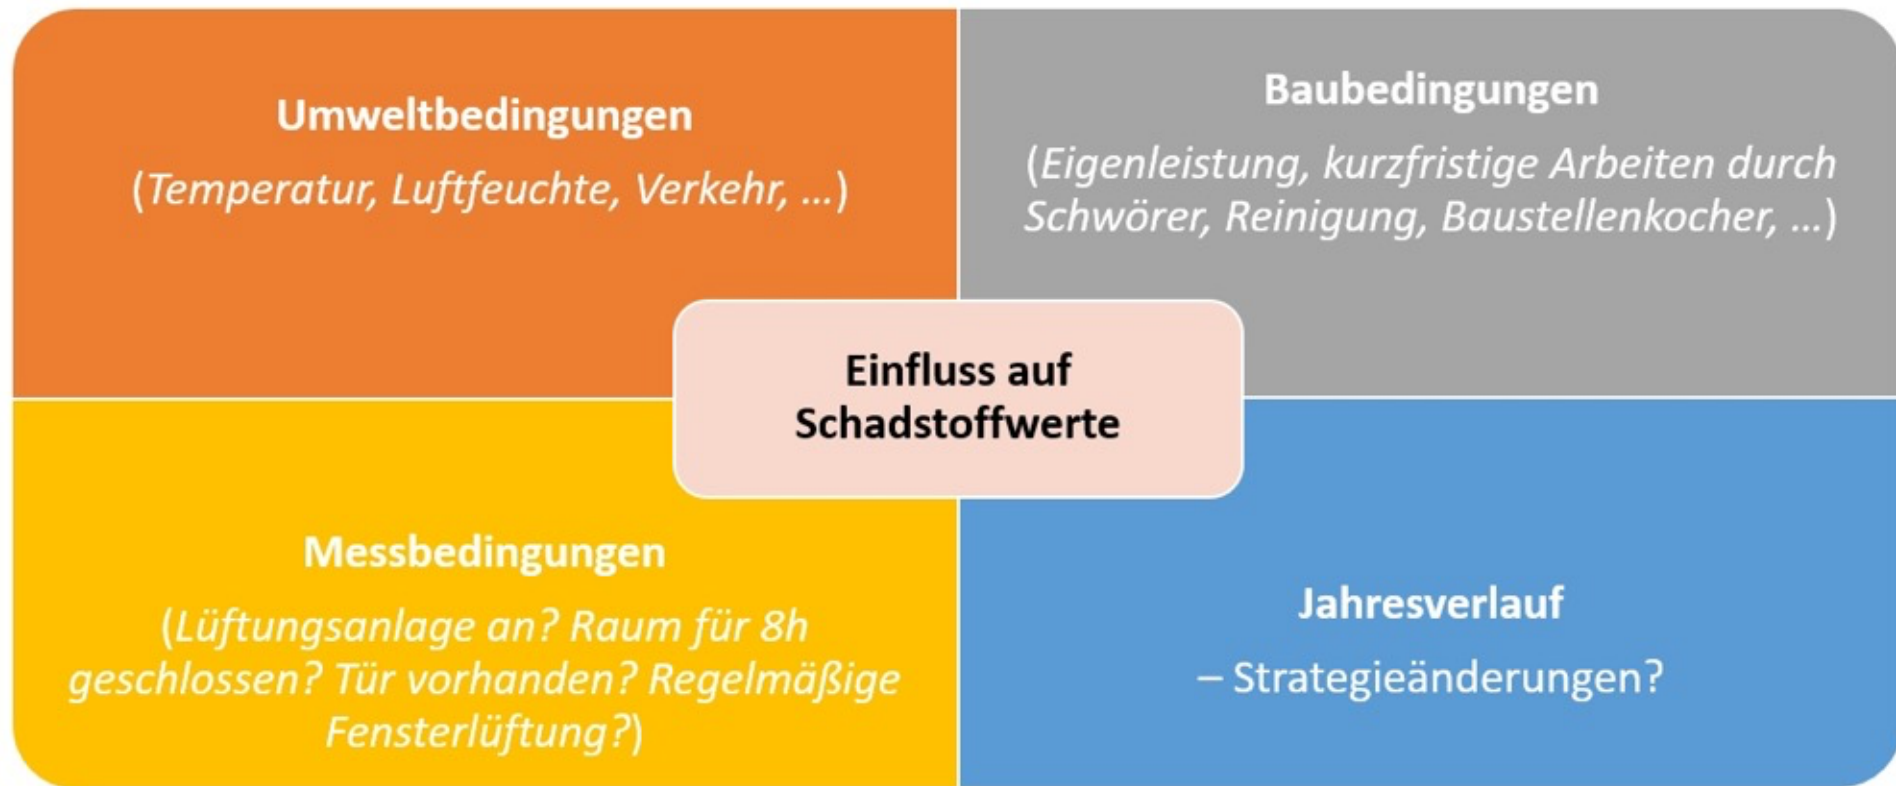 Umweltbedingungen
(Temperatur, Luftfeuchte, Verkehr, ...)
Baubedingungen
(Eigenleistung, kurzfristige Arbeiten durch
Schwörer, Reinigung, Baustellenkocher, ...)
Einfluss auf
Schadstoffwerte
Messbedingungen
(Lüftungsanlage an? Raum für 8h
geschlossen? Tür vorhanden? Regelmäßige
Fensterlüftung?)
Jahresverlauf
– Strategieänderungen?